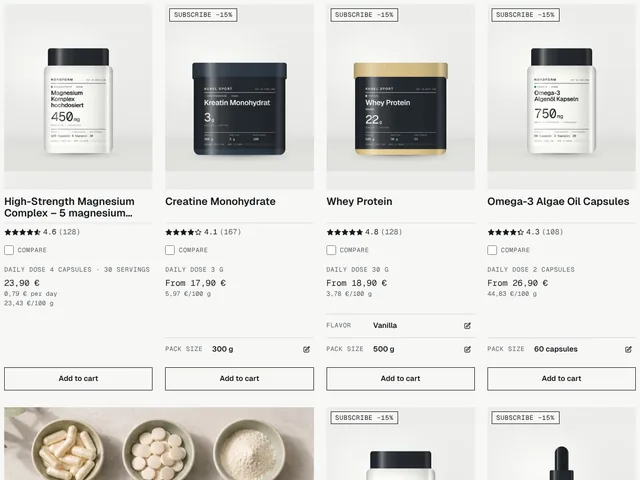 SUBSCRIBE -15%
SUBSCRIBE -15%
SUBSCRIBE -15%
NORDFORM
Magnesium
Komplex
hochdosiert
450mg
NOBEL SPORT
Kreatin Monohydrat
3g
NOBEL SPORT
Whey Protein
22g
NORDFORM
Omega-3
Algenöl Kapseln
750mg
High-Strength Magnesium
Complex – 5 magnesium...
Creatine Monohydrate
Whey Protein
Omega-3 Algae Oil Capsules
4.6 (128)
4.1 (167)
4.8 (128)
4.3 (108)
COMPARE
COMPARE
COMPARE
COMPARE
DAILY DOSE 4 CAPSULES · 30 SERVINGS
23,90 €
0,79 € per day
23,43 €/100 g
DAILY DOSE 3 G
From 17,90 €
5,97 €/100 g
DAILY DOSE 30 G
From 18,90 €
3,78 €/100 g
DAILY DOSE 2 CAPSULES
From 26,90 €
44,83 €/100 g
FLAVOR Vanilla
PACK SIZE 300 g
PACK SIZE 500 g
PACK SIZE 60 capsules
Add to cart
Add to cart
Add to cart
Add to cart
SUBSCRIBE -15%
SUBSCRIBE -15%